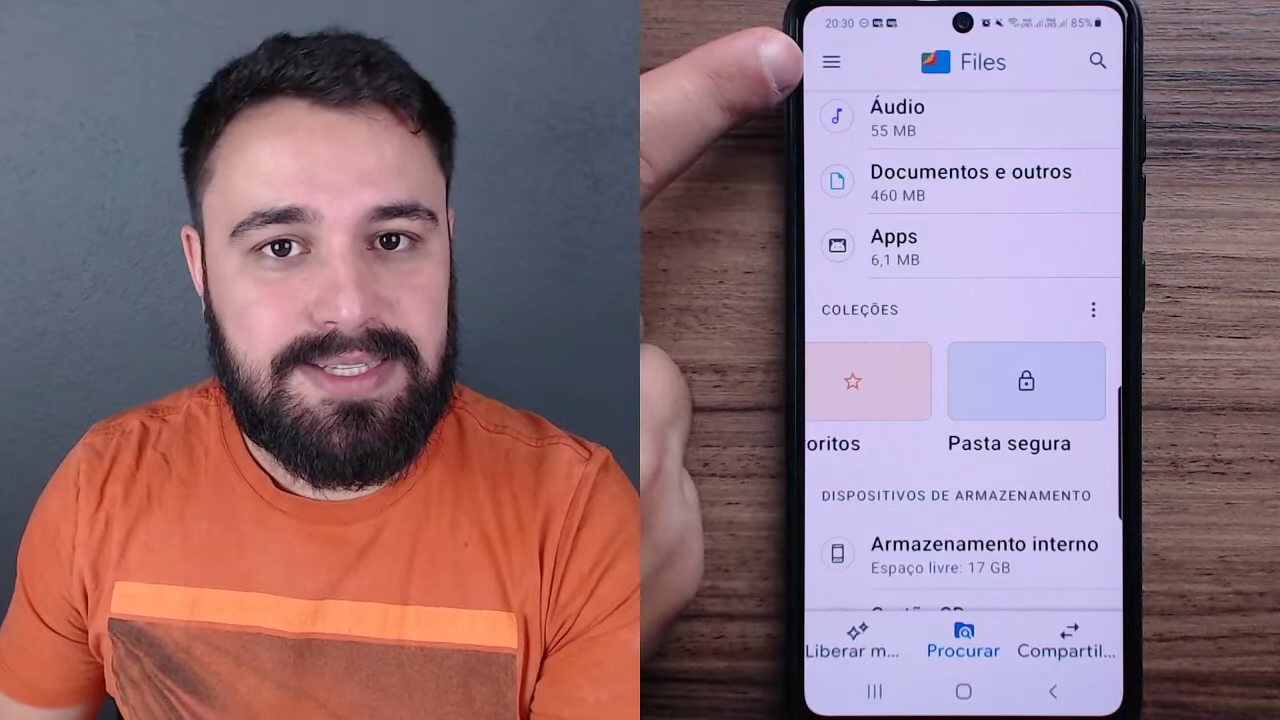 20:30
85%
Files
Áudio
55 MB
Documentos e outros
460 MB
Apps
6,1 MB
COLEÇÕES
oritos
Pasta segura
DISPOSITIVOS DE ARMAZENAMENTO
Armazenamento interno
Espaço livre: 17 GB
Liberar m...
Procurar
Compartil...